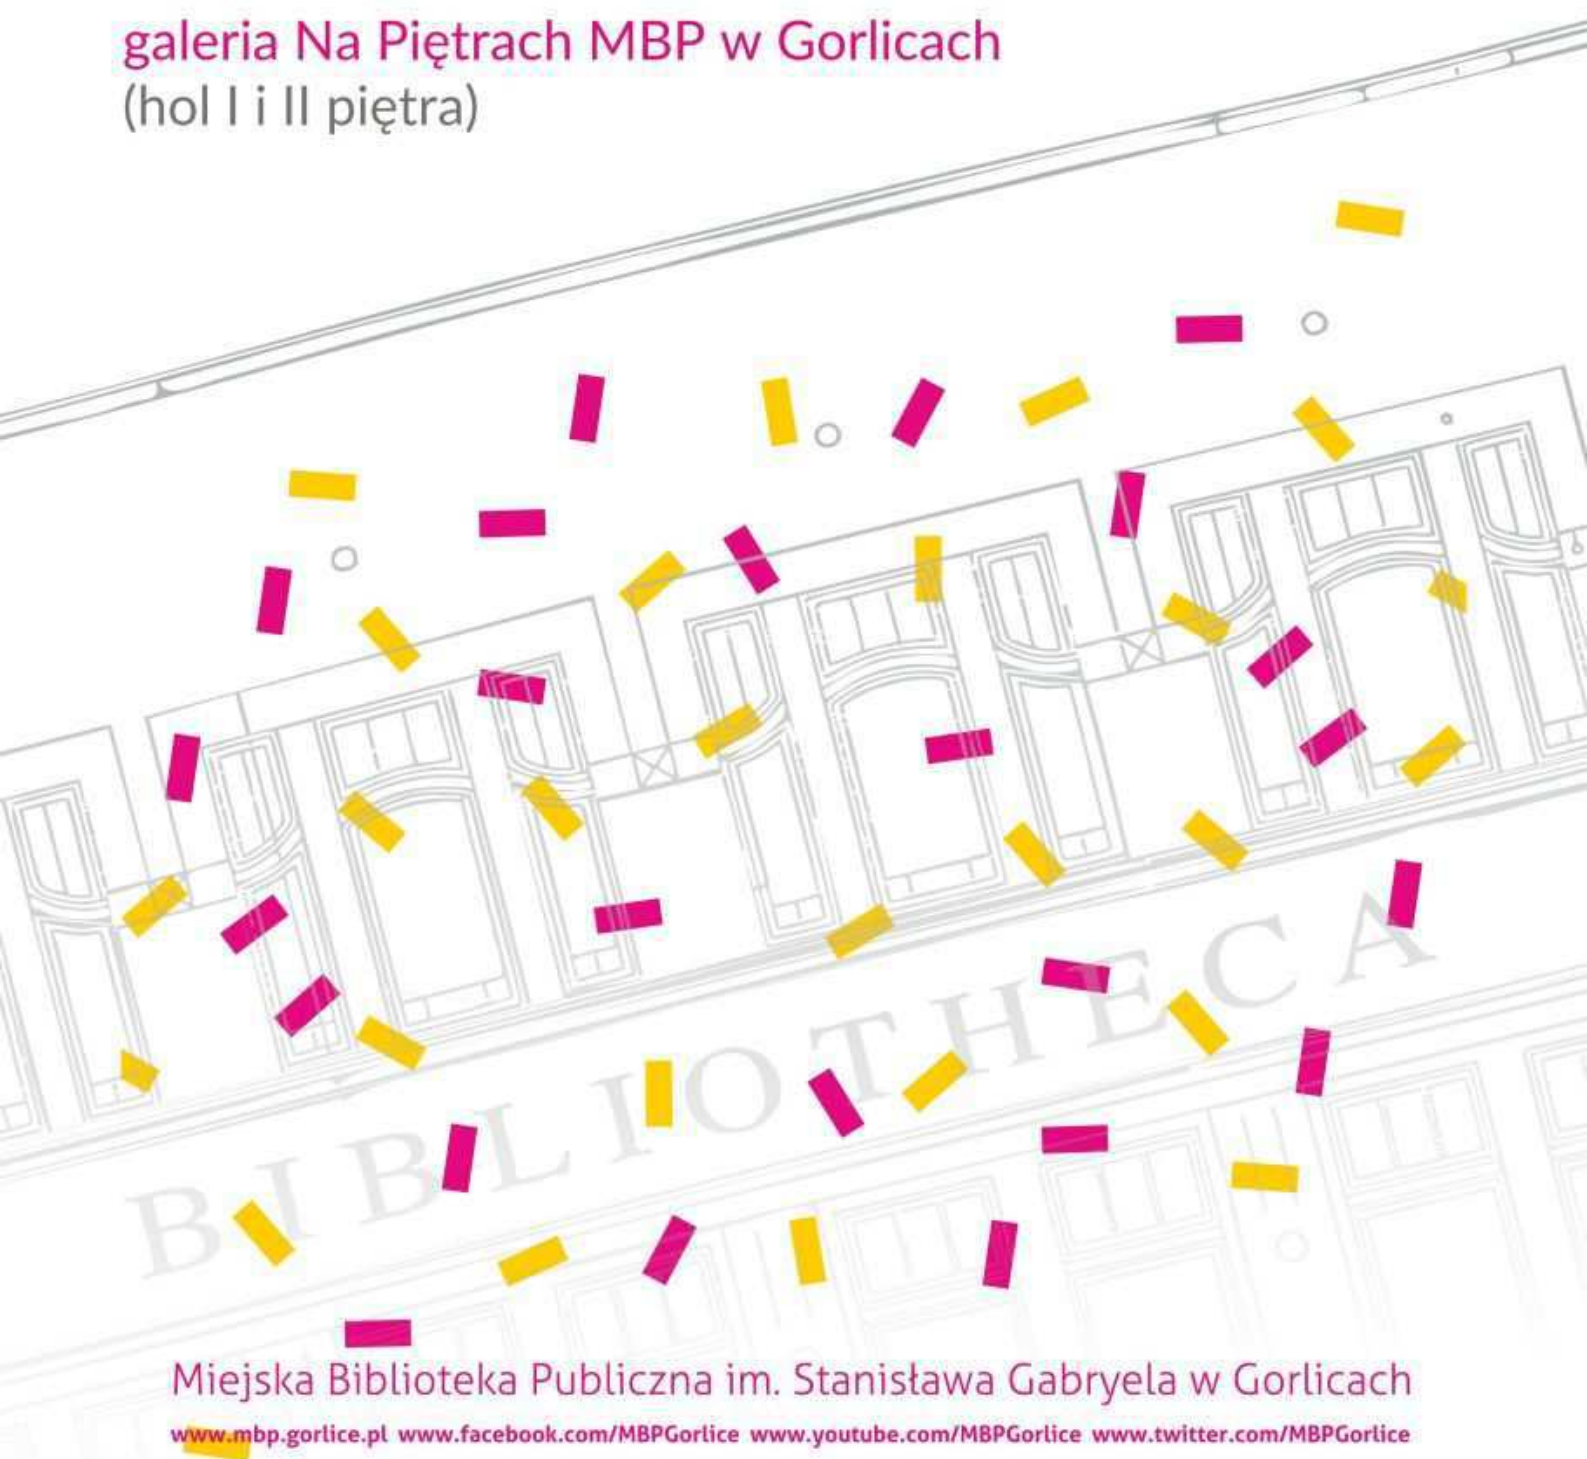 galeria Na Piętrach MBP w Gorlicach
(hol I i II piętra)
BIBLIOTHECA
Miejska Biblioteka Publiczna im. Stanisława Gabryela w Gorlicach
www.mbp.gorlice.pl www.facebook.com/MBPGorlice www.youtube.com/MBPGorlice www.twitter.com/MBPGorlice